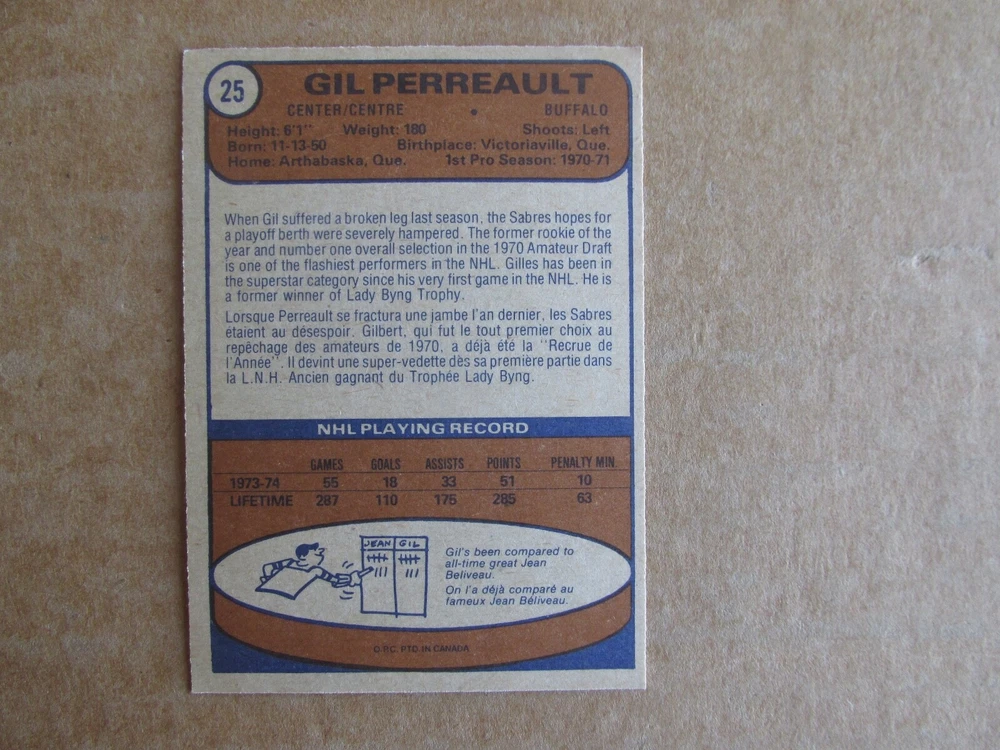 25
GIL PERREAULT
CENTER/CENTRE • BUFFALO
Height: 6'1" Weight: 180 Shoots: Left
Born: 11-13-50 Birthplace: Victoriaville, Que.
Home: Arthabaska, Que. 1st Pro Season: 1970-71
When Gil suffered a broken leg last season, the Sabres hopes for
a playoff berth were severely hampered. The former rookie of the
year and number one overall selection in the 1970 Amateur Draft
is one of the flashiest performers in the NHL. Gilles has been in
the superstar category since his very first game in the NHL. He is
a former winner of Lady Byng Trophy.
Lorsque Perreault se fractura une jambe l'an dernier, les Sabres
étaient au désespoir. Gilbert, qui fut le tout premier choix au
repêchage des amateurs de 1970, a déjà été la "Recrue de
l'Année". Il devint une super-vedette dès sa première partie dans
la L.N.H. Ancien gagnant du Trophée Lady Byng.
NHL PLAYING RECORD
GAMES GOALS ASSISTS POINTS PENALTY MIN.
1973-74 55 18 33 51 10
LIFETIME 287 110 175 285 63
JEAN GIL
Gil's been compared to
all-time great Jean
Beliveau.
On l'a déjà comparé au
fameux Jean Béliveau.
O.P.C. PTD. IN CANADA